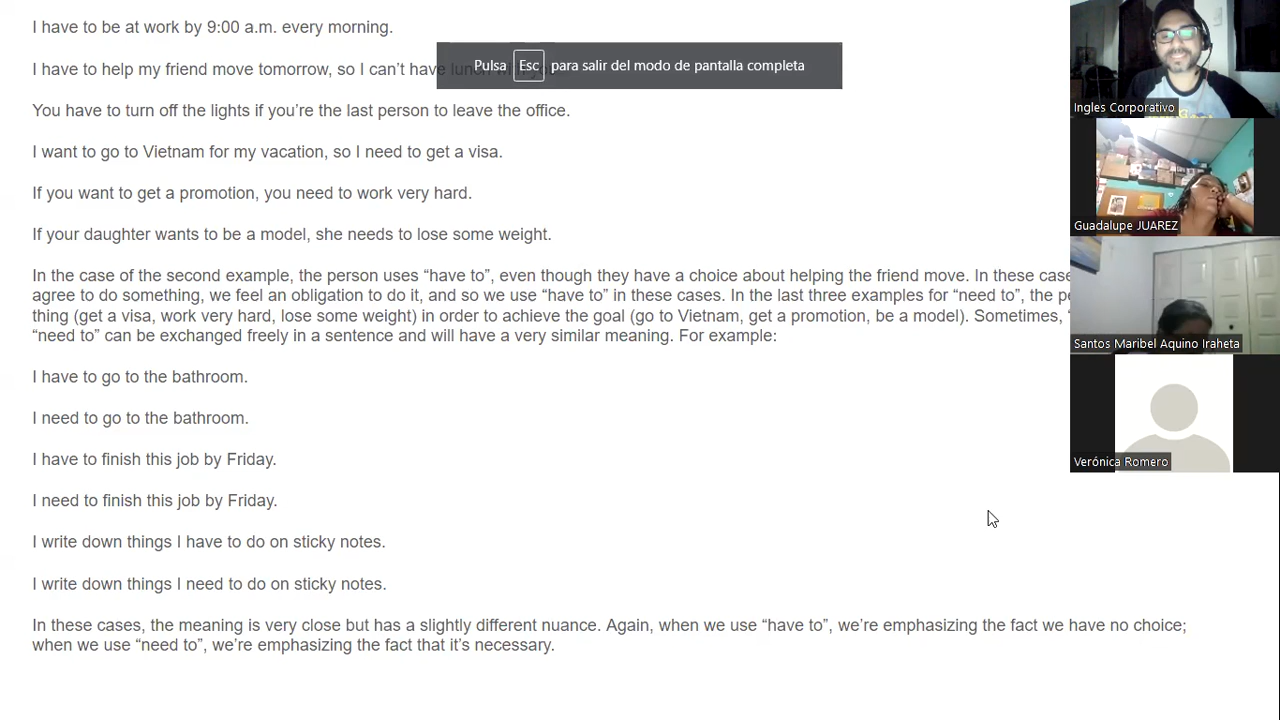 I have to be at work by 9:00 a.m. every morning.
I have to help my friend move tomorrow, so I can't have lunch
Pulsa Esc para salir del modo de pantalla completa
You have to turn off the lights if you're the last person to leave the office.
I want to go to Vietnam for my vacation, so I need to get a visa.
If you want to get a promotion, you need to work very hard.
If your daughter wants to be a model, she needs to lose some weight.
In the case of the second example, the person uses “have to”, even though they have a choice about helping the friend move. In these case
agree to do something, we feel an obligation to do it, and so we use “have to” in these cases. In the last three examples for “need to”, the
thing (get a visa, work very hard, lose some weight) in order to achieve the goal (go to Vietnam, get a promotion, be a model). Sometimes,
“need to” can be exchanged freely in a sentence and will have a very similar meaning. For example:
I have to go to the bathroom.
I need to go to the bathroom.
I have to finish this job by Friday.
I need to finish this job by Friday.
I write down things I have to do on sticky notes.
I write down things I need to do on sticky notes.
In these cases, the meaning is very close but has a slightly different nuance. Again, when we use “have to”, we're emphasizing the fact we have no choice;
when we use “need to”, we're emphasizing the fact that it's necessary.
Ingles Corporativo
Guadalupe JUAREZ
Santos Maribel Aquino Iraheta
Verónica Romero